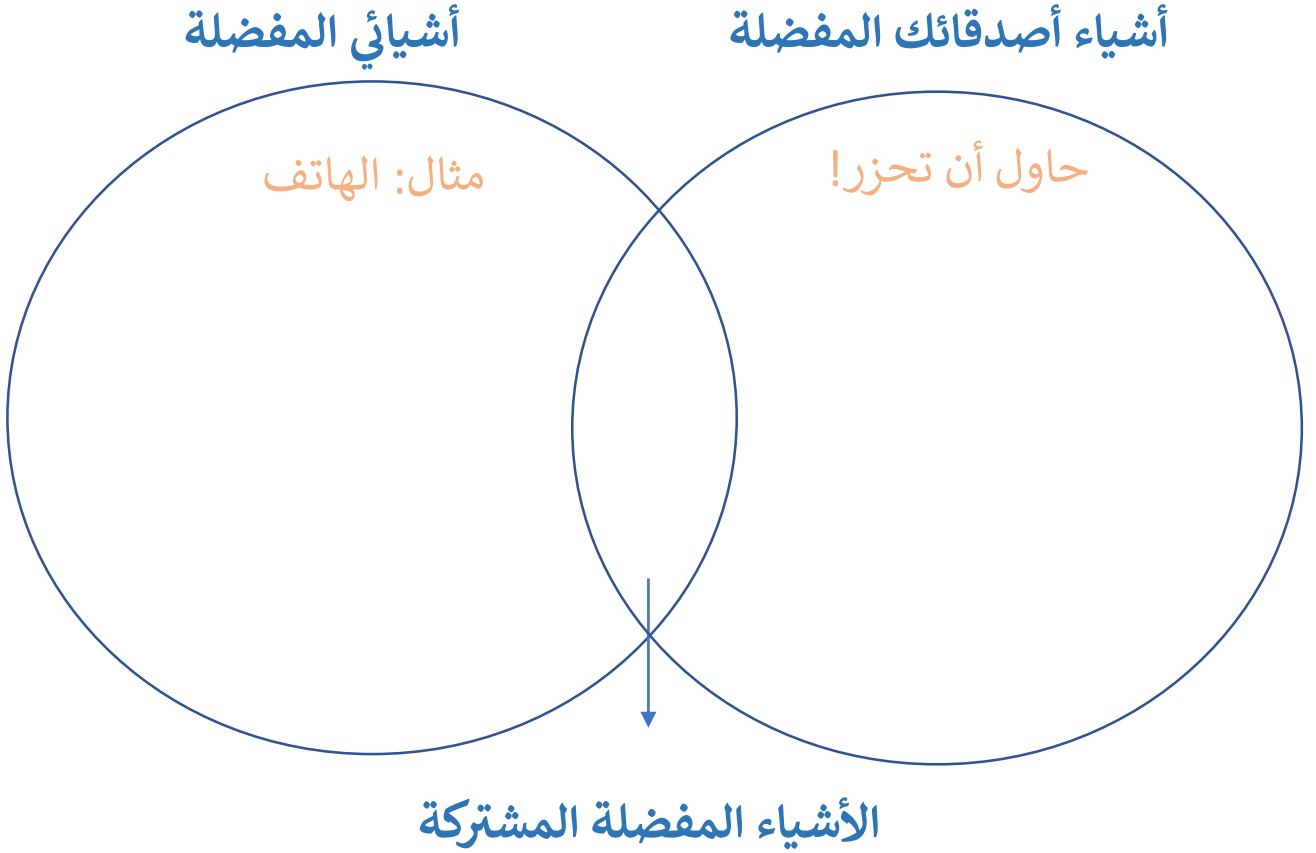 أشياء أصدقائك المفضلة
أشيائي المفضلة
حاول أن تحزر!
مثال: الهاتف
الأشياء المفضلة المشتركة